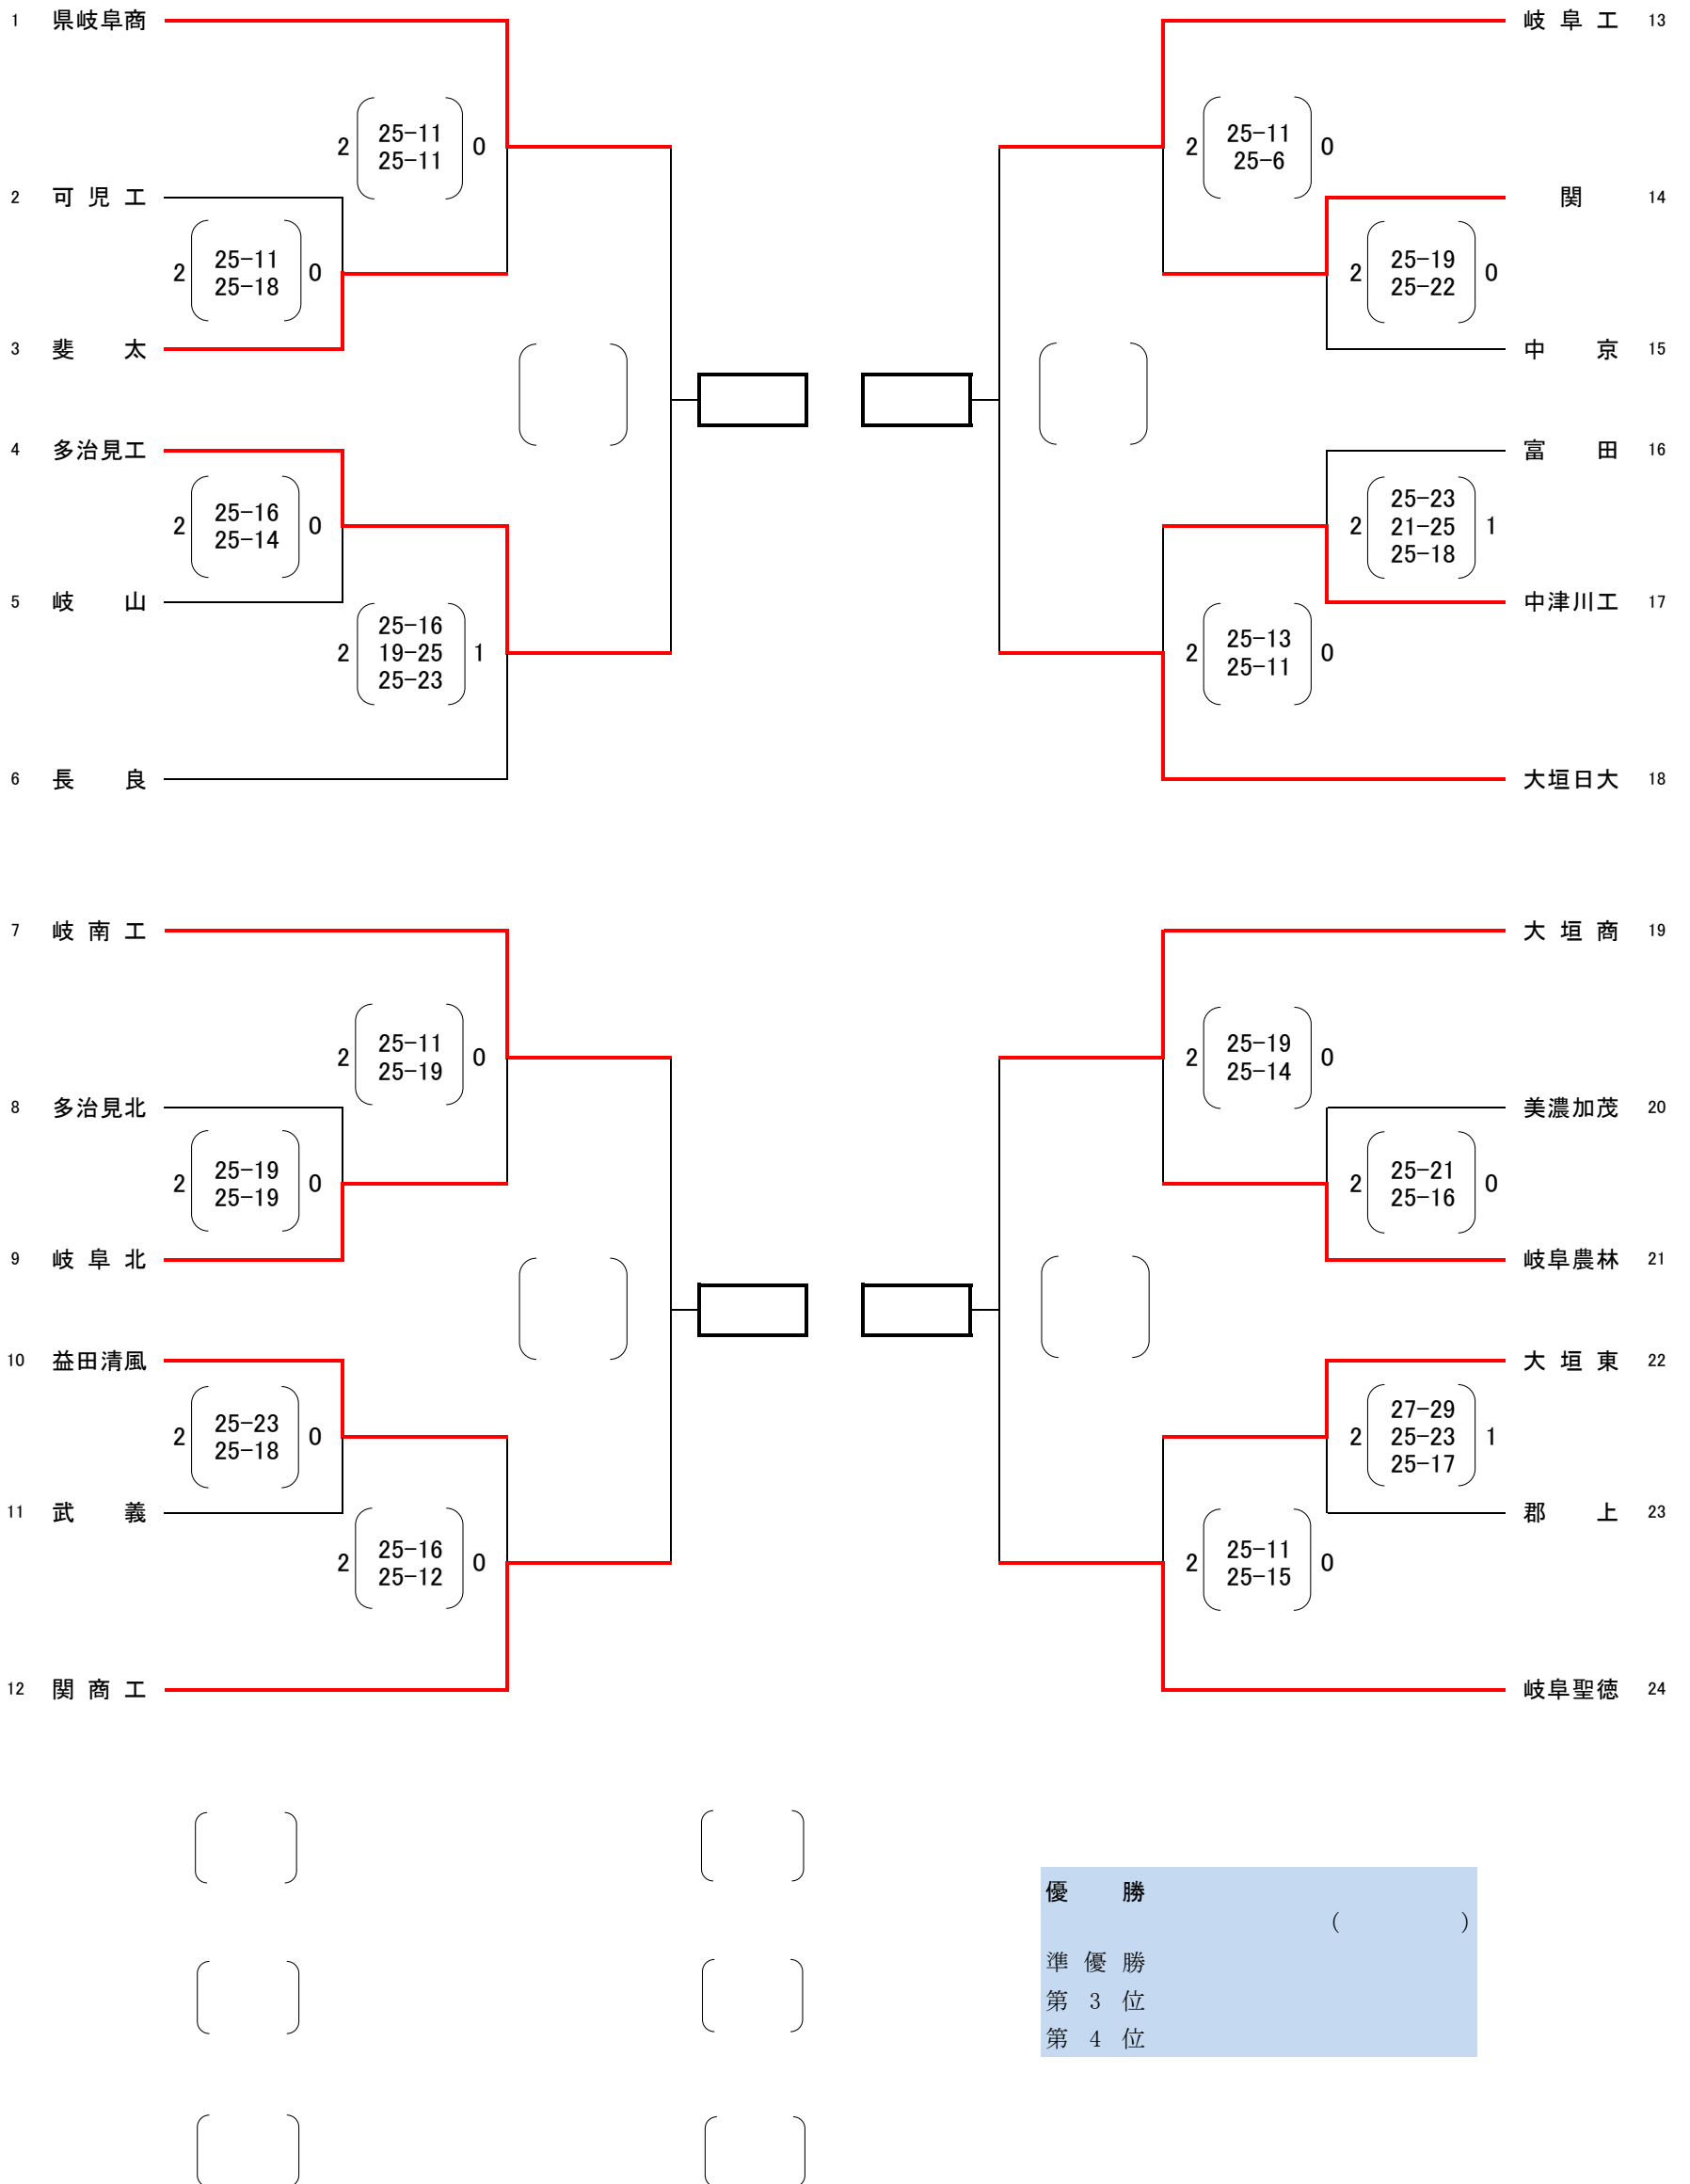 1 県岐阜商
2 25-11 0
25-11
2 可児工
2 25-11 0
25-18
3 斐太
4 多治見工
2 25-16 0
25-14
5 岐山
2 25-16 1
19-25
25-23
6 長良
7 岐南工
2 25-11 0
25-19
8 多治見北
2 25-19 0
25-19
9 岐阜北
10 益田清風
2 25-23 0
25-18
11 武義
2 25-16 0
25-12
12 関商工
岐阜工 13
2 25-11 0
25-6
関 14
2 25-19 0
25-22
中京 15
富田 16
2 25-23 1
21-25
25-18
中津川工 17
2 25-13 0
25-11
大垣日大 18
大垣商 19
2 25-19 0
25-14
美濃加茂 20
2 25-21 0
25-16
岐阜農林 21
大垣東 22
2 27-29 1
25-23
25-17
郡上 23
2 25-11 0
25-15
岐阜聖徳 24
優勝
( )
準優勝
第3位
第4位